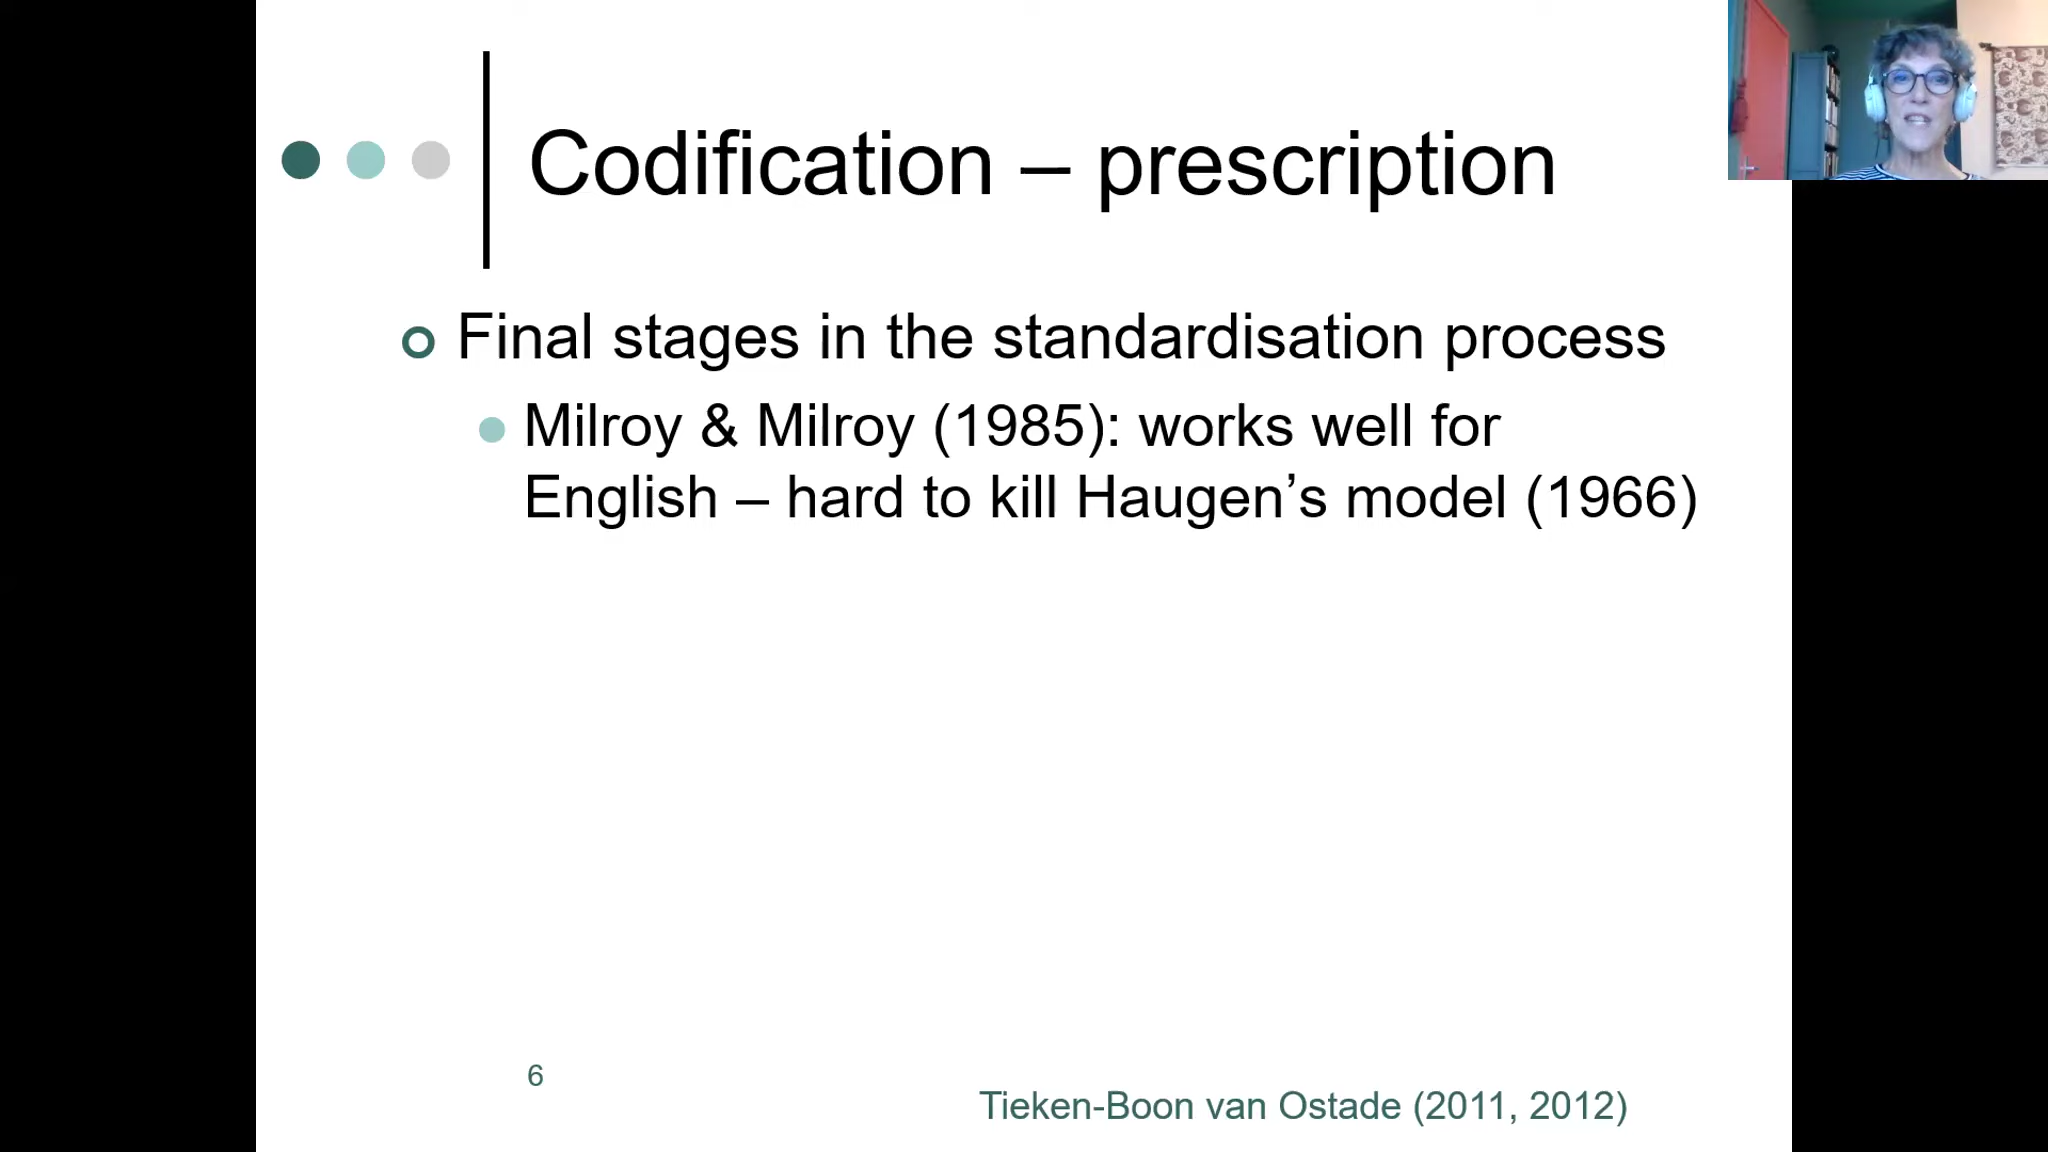 Codification – prescription
Final stages in the standardisation process
Milroy & Milroy (1985): works well for
English – hard to kill Haugen’s model (1966)
6
Tieken-Boon van Ostade (2011, 2012)